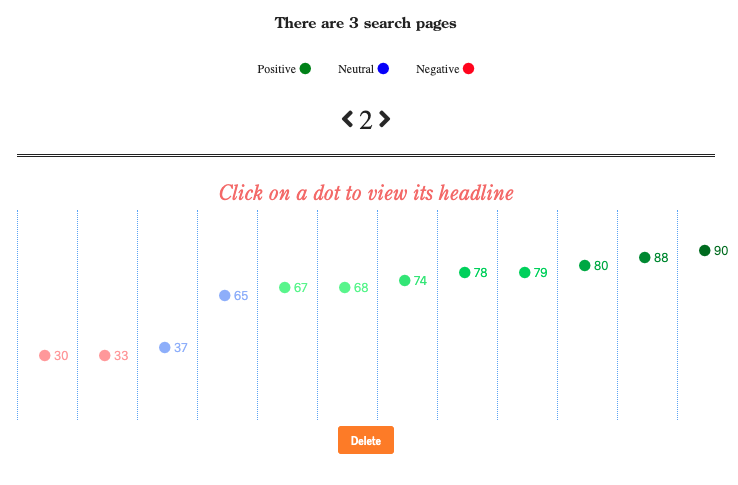 There are 3 search pages
Positive Neutral Negative
2
Click on a dot to view its headline
90
88
80
78 79
74
67 68
65
37
30 33
Delete